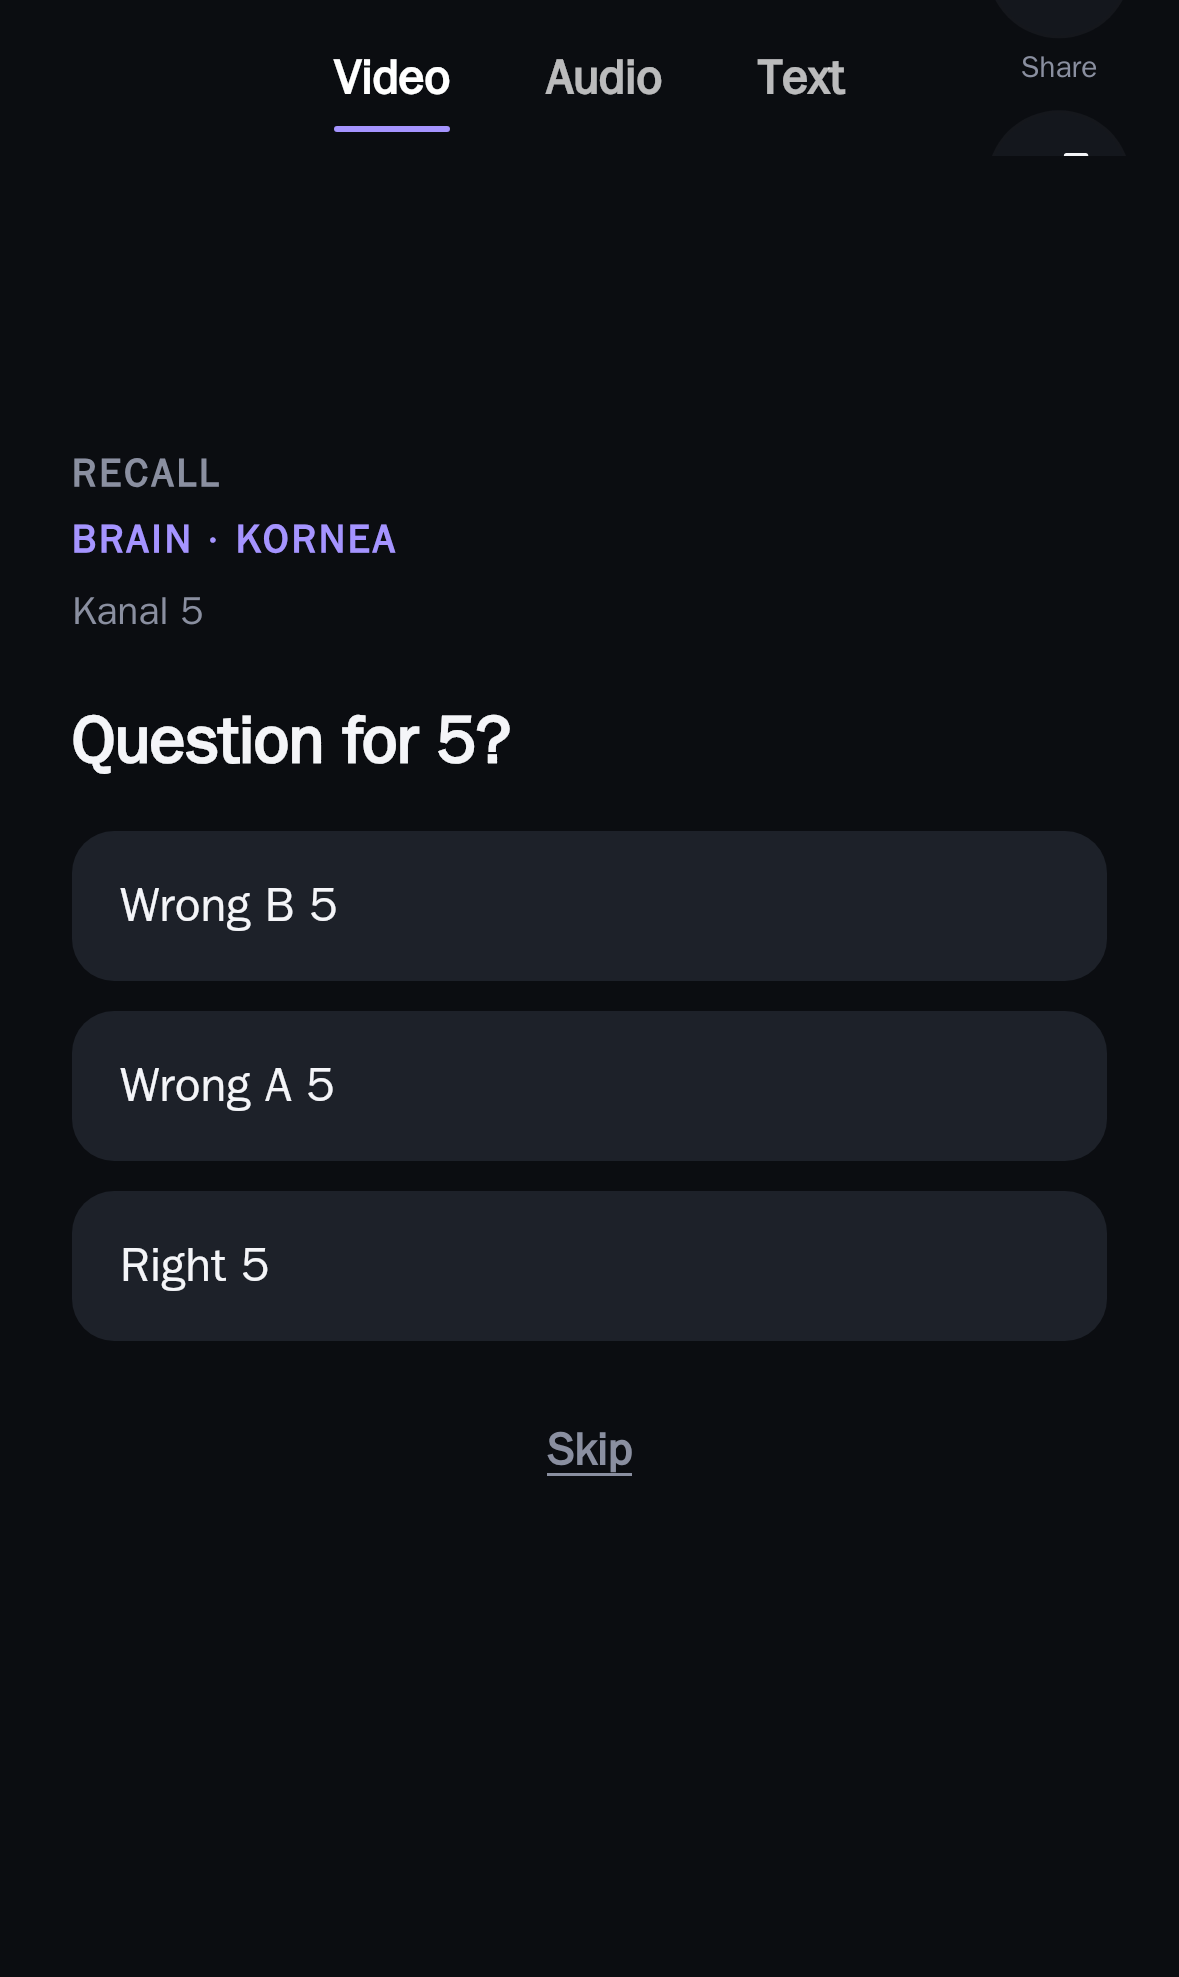 Video Audio Text
Share
RECALL
BRAIN · KORNEA
Kanal 5
Question for 5?
Wrong B 5
Wrong A 5
Right 5
Skip